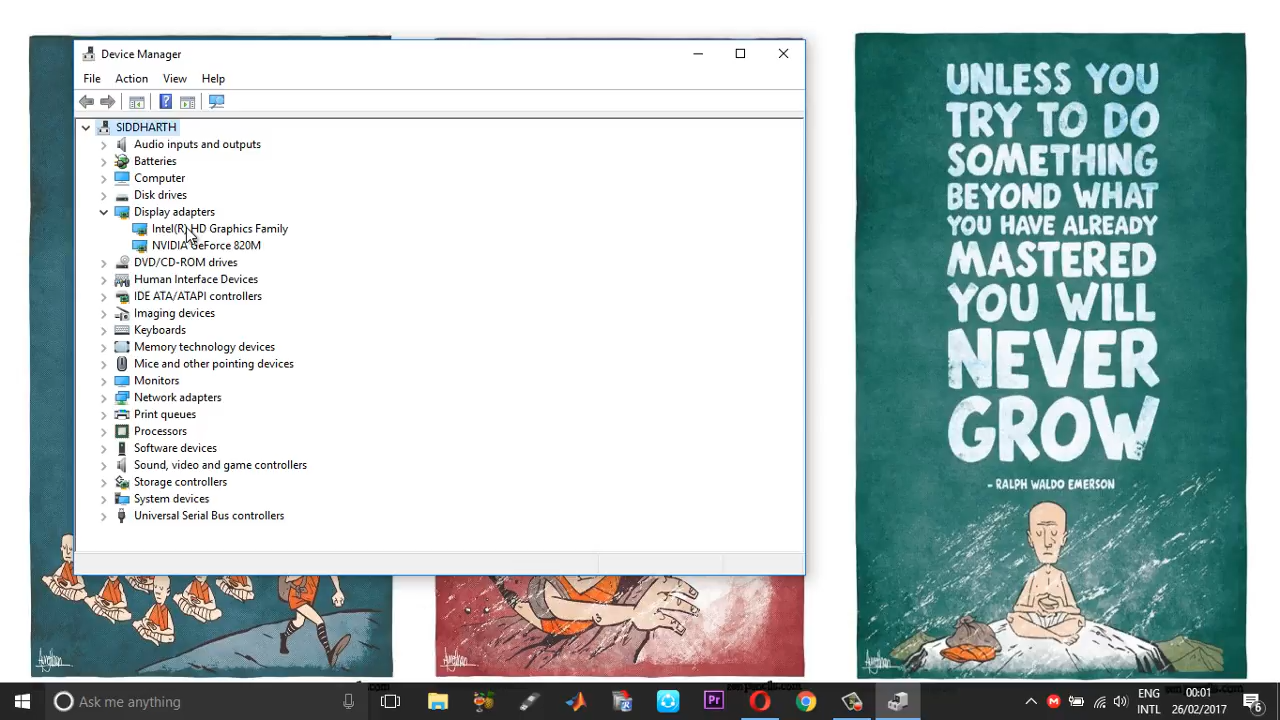 Device Manager
File Action View Help
SIDDHARTH
Audio inputs and outputs
Batteries
Computer
Disk drives
Display adapters
Intel(R) HD Graphics Family
NVIDIA GeForce 820M
DVD/CD-ROM drives
Human Interface Devices
IDE ATA/ATAPI controllers
Imaging devices
Keyboards
Memory technology devices
Mice and other pointing devices
Monitors
Network adapters
Print queues
Processors
Software devices
Sound, video and game controllers
Storage controllers
System devices
Universal Serial Bus controllers
UNLESS YOU
TRY TO DO
SOMETHING
BEYOND WHAT
YOU HAVE ALREADY
MASTERED
YOU WILL
NEVER
GROW
- RALPH WALDO EMERSON
Ask me anything
Pr
M
ENG
INTL
00:01
26/02/2017
6